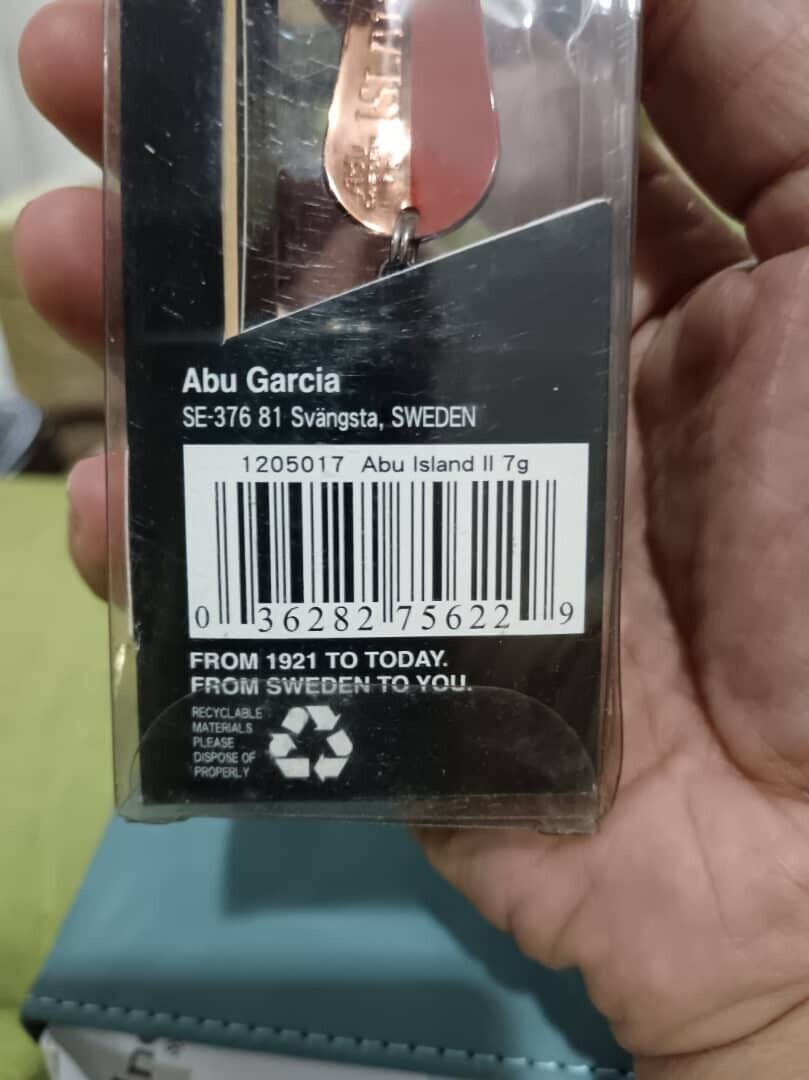 ISLA
Abu Garcia
SE-376 81 Svängsta, SWEDEN
1205017 Abu Island II 7g
0 36282 75622 9
FROM 1921 TO TODAY.
FROM SWEDEN TO YOU.
RECYCLABLE
MATERIALS
PLEASE
DISPOSE OF
PROPERLY